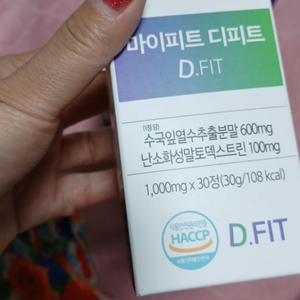 마이피트 디피트
D.FIT
(1정 당)
수국잎열수추출분말 600mg
난소화성말토덱스트린 100mg
1,000mg x 30정(30g/108 kcal)
HACCP
D.FIT